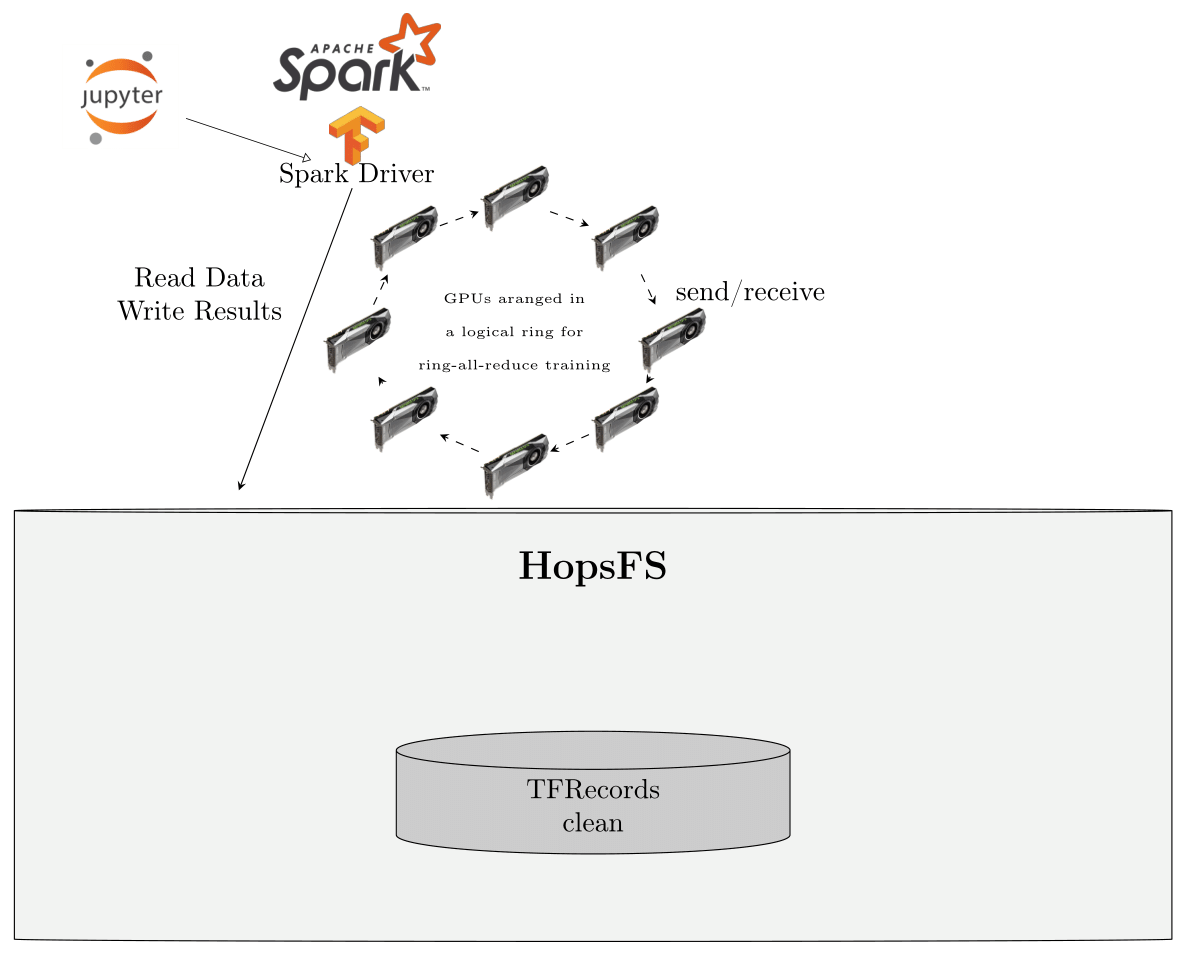 jupyter
APACHE
Spark™
Spark Driver
Read Data
Write Results
send/receive
GPUs aranged in
a logical ring for
ring-all-reduce training
HopsFS
TFRecords
clean